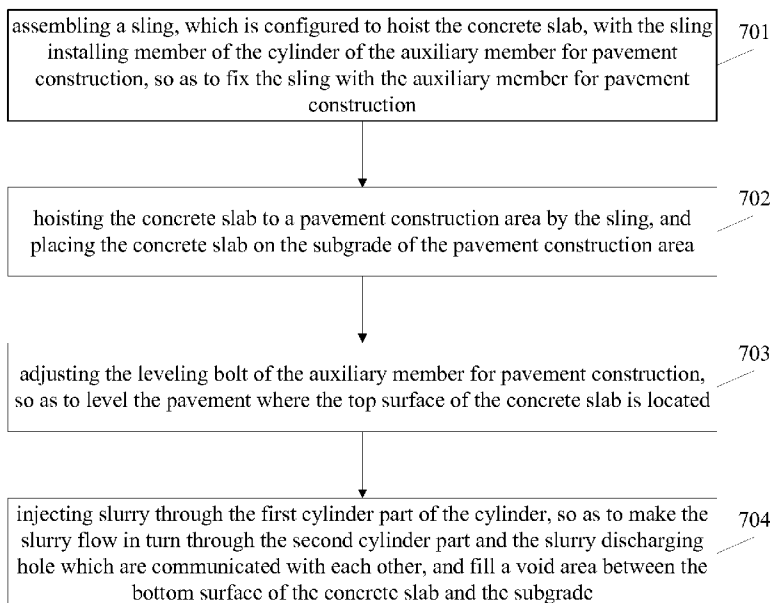 assembling a sling, which is configured to hoist the concrete slab, with the sling
installing member of the cylinder of the auxiliary member for pavement
construction, so as to fix the sling with the auxiliary member for pavement
construction
701
hoisting the concrete slab to a pavement construction area by the sling, and
placing the concrete slab on the subgrade of the pavement construction area
702
adjusting the leveling bolt of the auxiliary member for pavement construction,
so as to level the pavement where the top surface of the concrete slab is located
703
injecting slurry through the first cylinder part of the cylinder, so as to make the
slurry flow in turn through the second cylinder part and the slurry discharging
hole which are communicated with each other, and fill a void area between the
bottom surface of the concrete slab and the subgrade
704